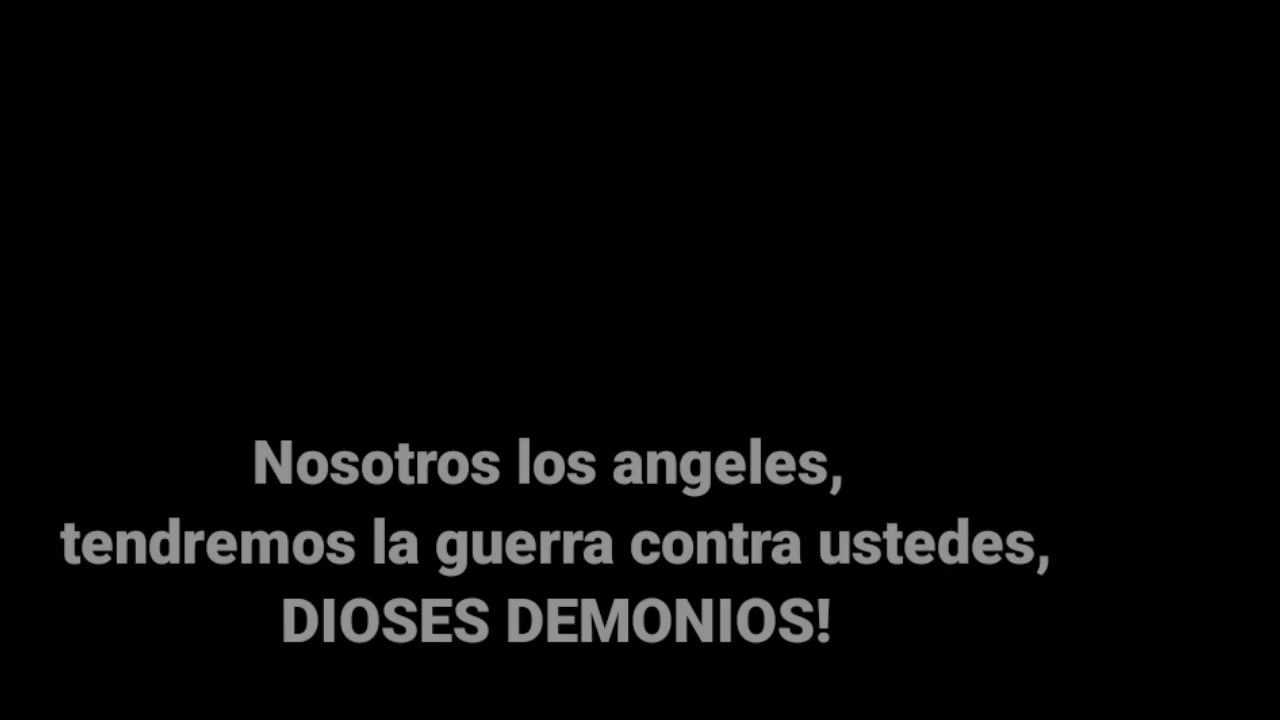 Nosotros los angeles,
tendremos la guerra contra ustedes,
DIOSES DEMONIOS!